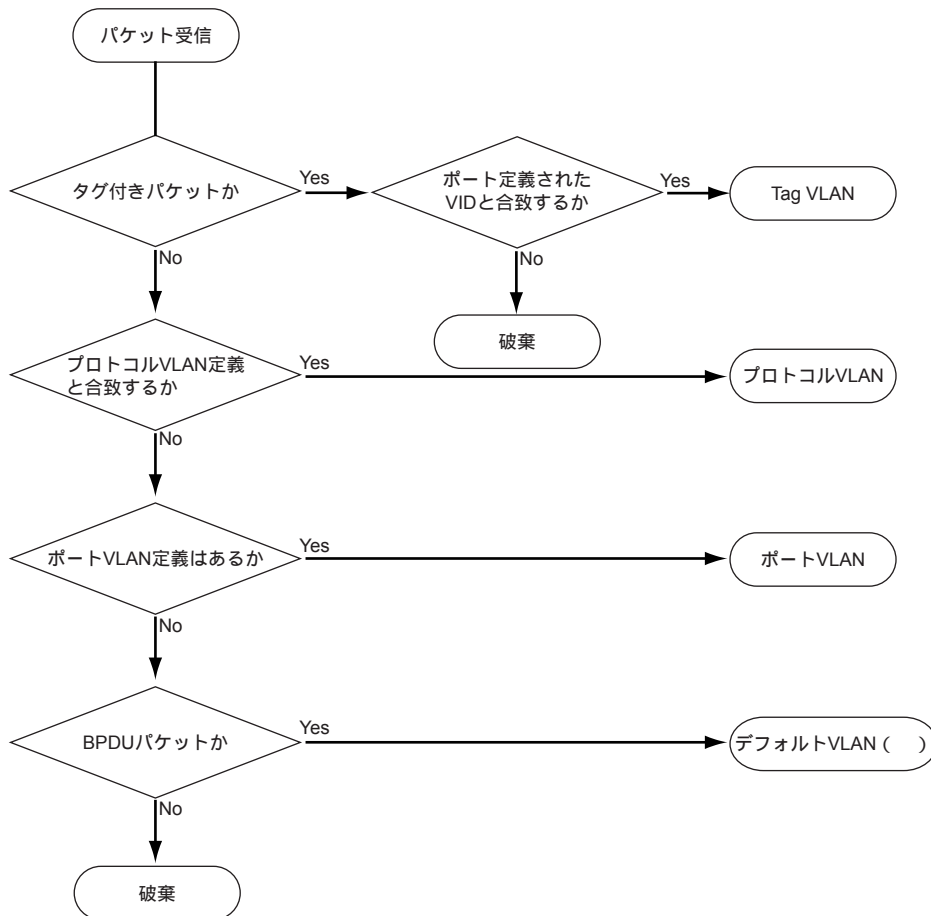 パケット受信
タグ付きパケットか
Yes
ポート定義された
VIDと合致するか
Yes
Tag VLAN
No
No
破棄
プロトコルVLAN定義
と合致するか
Yes
プロトコルVLAN
No
ポートVLAN定義はあるか
Yes
ポートVLAN
No
BPDUパケットか
Yes
デフォルトVLAN（　）
No
破棄